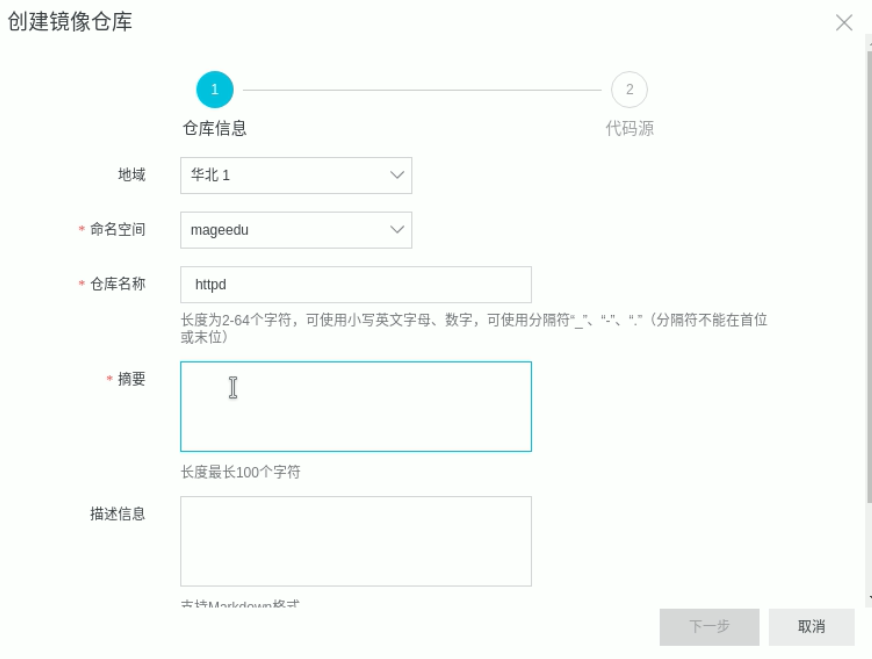 创建镜像仓库
1
2
仓库信息
代码源
地域
华北 1
* 命名空间
mageedu
* 仓库名称
httpd
长度为2-64个字符，可使用小写英文字母、数字，可使用分隔符“_”、“-”、“.”（分隔符不能在首位
或末位）
* 摘要
长度最长100个字符
描述信息
支持Markdown格式
下一步
取消